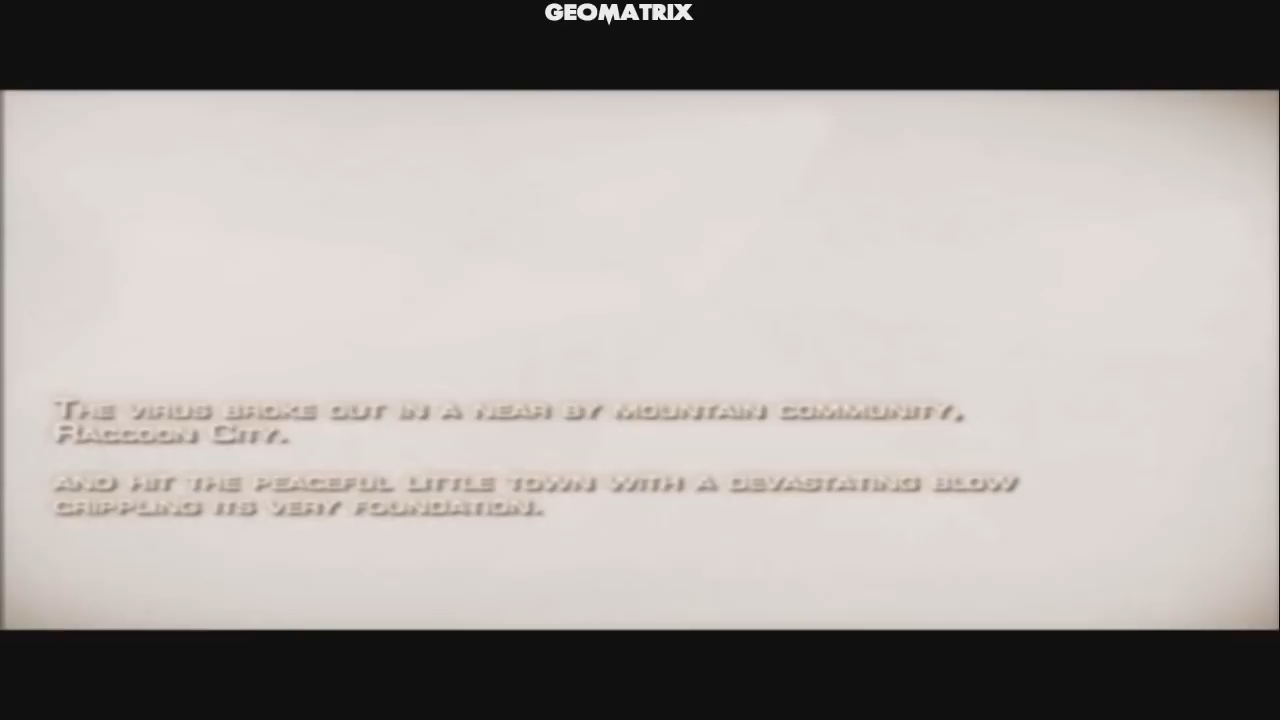 GEOMATRIX
The virus broke out in a near by mountain community,
Raccoon City.
and hit the peaceful little town with a devastating blow
crippling its very foundation.